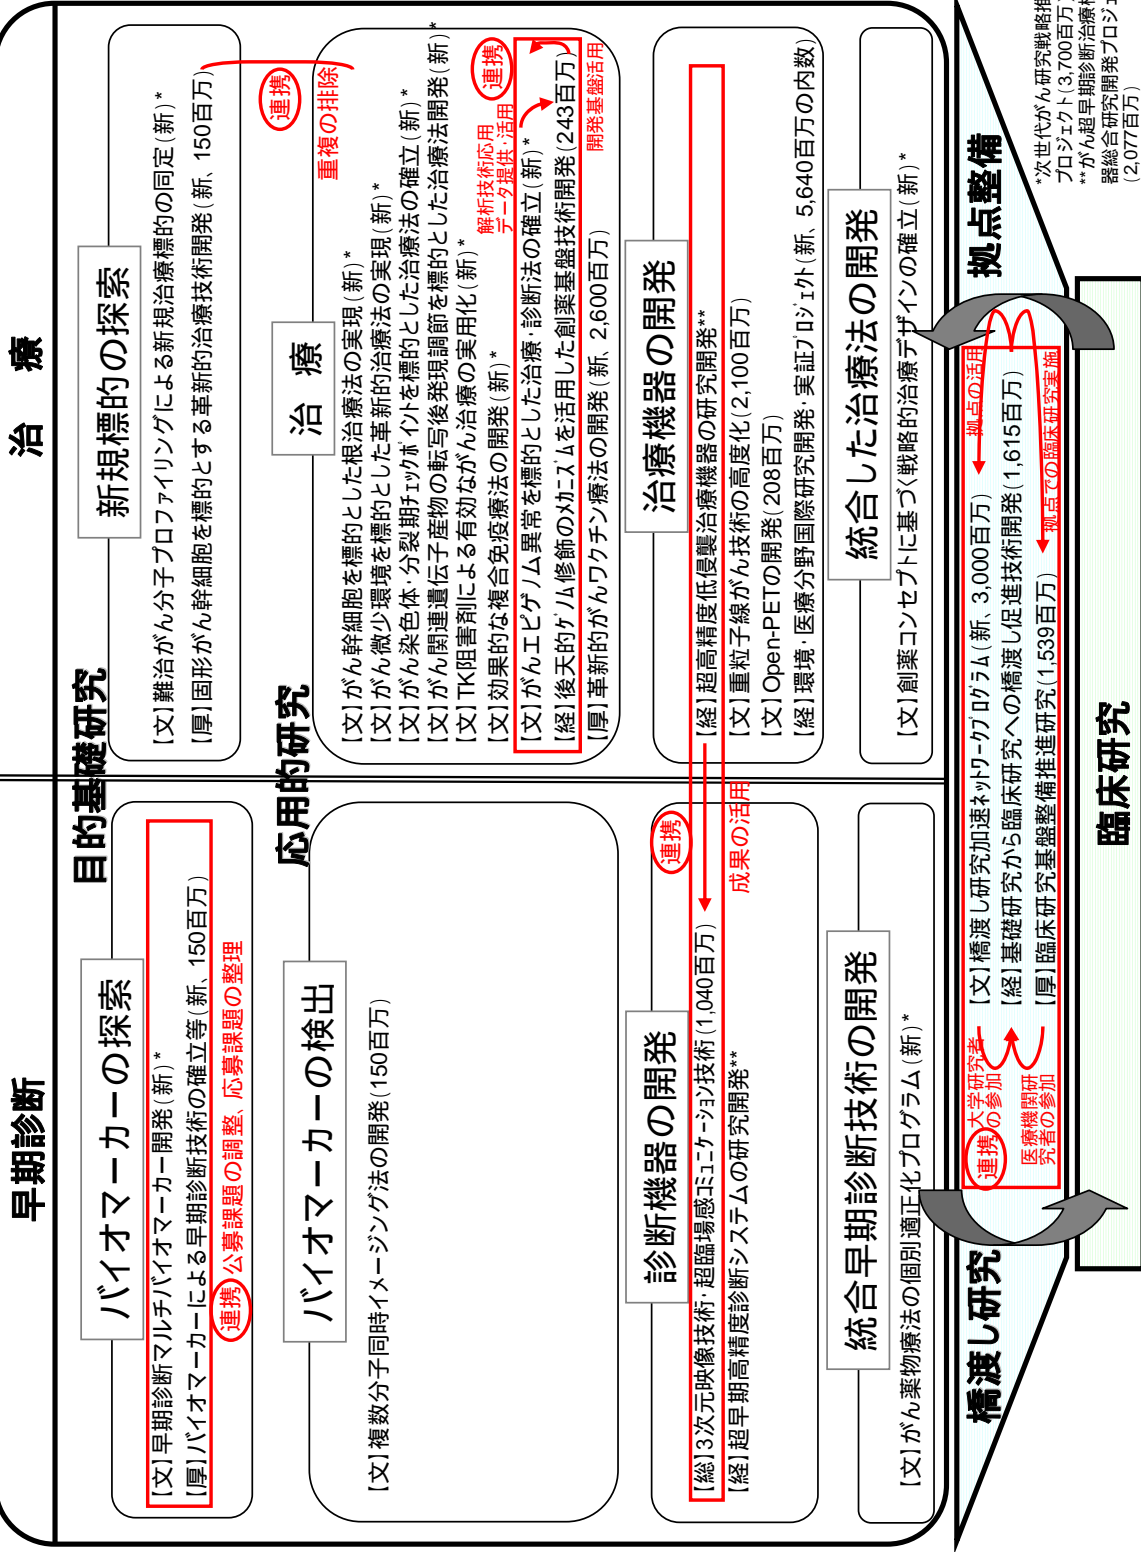 早期診断
治　療
目的基礎研究
バイオマーカーの探索
【文】早期診断マルチバイオマーカー開発(新)*
【厚】バイオマーカーによる早期診断技術の確立等(新、150百万)
連携
公募課題の調整、応募課題の整理
新規標的の探索
【文】難治がん分子プロファイリングによる新規治療標的の同定(新)*
【厚】固形がん幹細胞を標的とする革新的治療技術開発(新、150百万)
連携
重複の排除
応用的研究
バイオマーカーの検出
【文】複数分子同時イメージング法の開発(150百万)
治　療
【文】がん幹細胞を標的とした根治療法の実現(新)*
【文】がん微少環境を標的とした革新的治療法の実現(新)*
【文】がん染色体・分裂期ﾁｪｯｸﾎﾟｲﾝﾄを標的とした治療法の確立(新)*
【文】がん関連遺伝子産物の転写後発現調節を標的とした治療法開発(新)*
【文】TK阻害剤による有効ながん治療の実用化(新)*
【文】効果的な複合免疫療法の開発(新)*
解析技術応用
データ提供・活用
連携
【文】がんエピゲノム異常を標的とした治療・診断法の確立(新)*
【経】後天的ｹﾞﾉﾑ修飾のﾒｶﾆｽﾞﾑを活用した創薬基盤技術開発(243百万)
開発基盤活用
【厚】革新的がんワクチン療法の開発(新、2,600百万)
診断機器の開発
【総】3次元映像技術・超臨場感ｺﾐｭﾆｹｰｼｮﾝ技術(1,040百万)
【経】超早期高精度診断システムの研究開発**
連携
成果の活用
治療機器の開発
【経】超高精度低侵襲治療機器の研究開発**
【文】重粒子線がん技術の高度化(2,100百万)
【文】Open-PETの開発(208百万)
【経】環境・医療分野国際研究開発・実証ﾌﾟﾛｼﾞｪｸﾄ(新、5,640百万の内数)
統合早期診断技術の開発
【文】がん薬物療法の個別適正化プログラム(新)*
統合した治療法の開発
【文】創薬コンセプトに基づく戦略的治療デザインの確立(新)*
橋渡し研究
拠点整備
連携
大学研究者
の参加
医療機関研
究者の参加
【文】橋渡し研究加速ﾈｯﾄﾜｰｸﾌﾟﾛｸﾞﾗﾑ(新、3,000百万)
【経】基礎研究から臨床研究への橋渡し促進技術開発(1,615百万)
【厚】臨床研究基盤整備推進研究(1,539百万)
拠点の活用
拠点での臨床研究実施
臨床研究
*次世代がん研究戦略推
プロジェクト(3,700百万)
**がん超早期診断治療機
器総合研究開発プロジェ
(2,077百万)